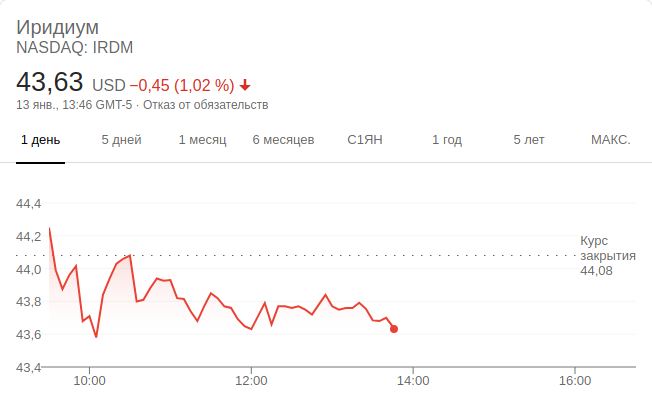 Иридиум
NASDAQ: IRDM
43,63 USD −0,45 (1,02 %)
13 янв., 13:46 GMT-5 · Отказ от обязательств
1 день 5 дней 1 месяц 6 месяцев С1ЯН 1 год 5 лет МАКС.
44,4
44,2
44,0
43,8
43,6
43,4
Курс
закрытия
44,08
10:00 12:00 14:00 16:00